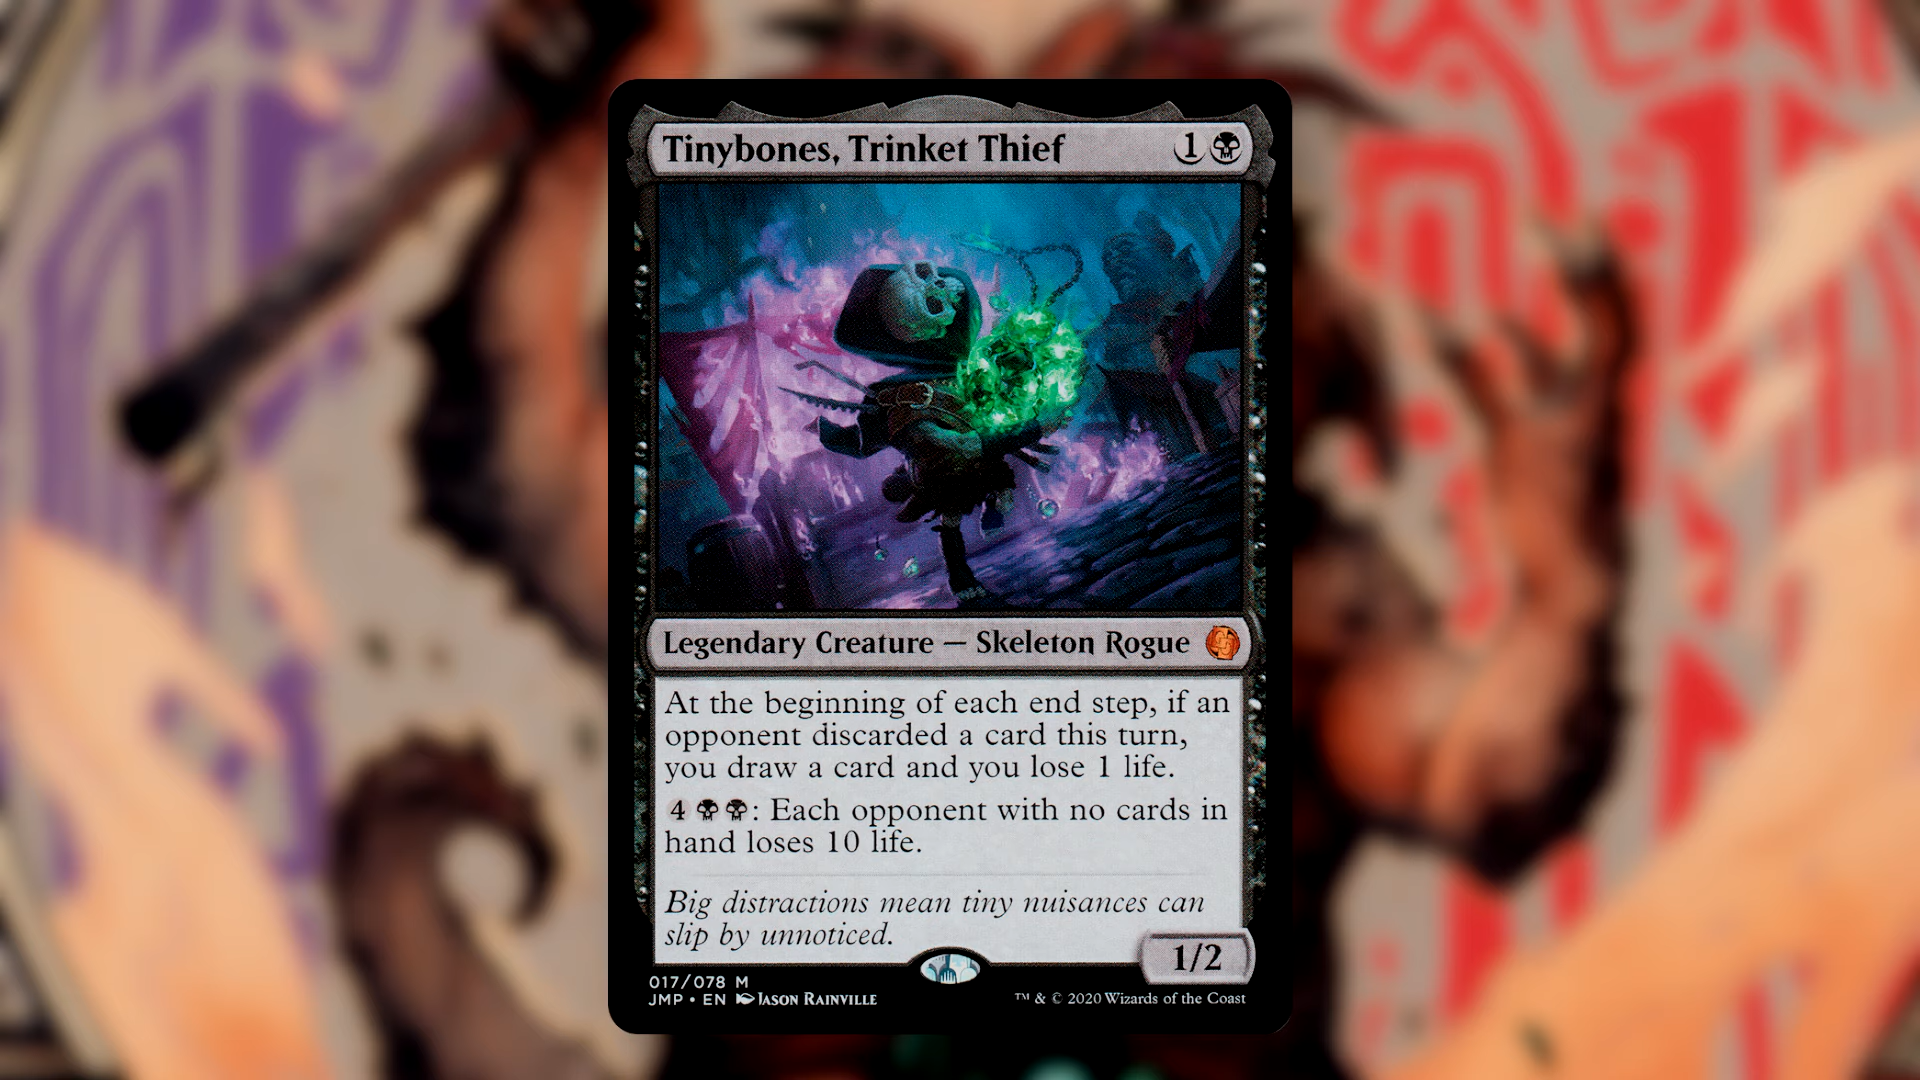 Tinybones, Trinket Thief 1
Legendary Creature — Skeleton Rogue
At the beginning of each end step, if an
opponent discarded a card this turn,
you draw a card and you lose 1 life.
4 : Each opponent with no cards in
hand loses 10 life.
Big distractions mean tiny nuisances can
slip by unnoticed.
1/2
017/078 M
JMP • EN Jason Rainville
™ & © 2020 Wizards of the Coast